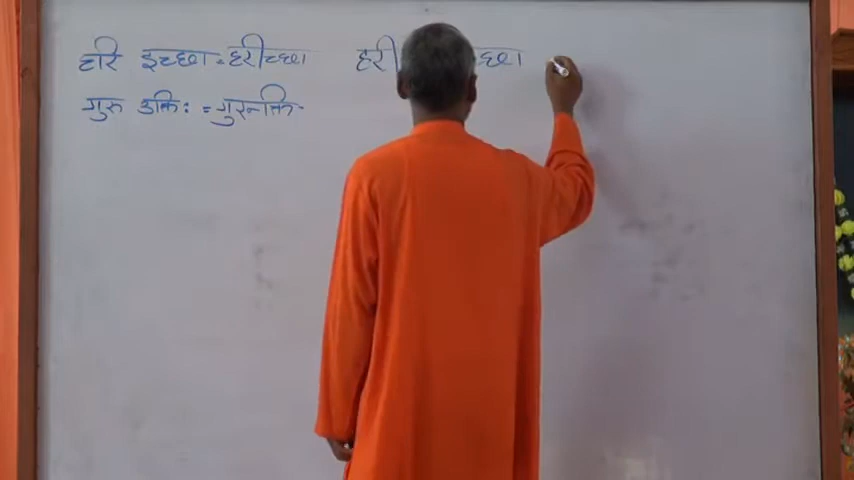 हरि इच्छा = हरीच्छा हरी च्छा
गुरु उक्तिः = गुरूक्तिः